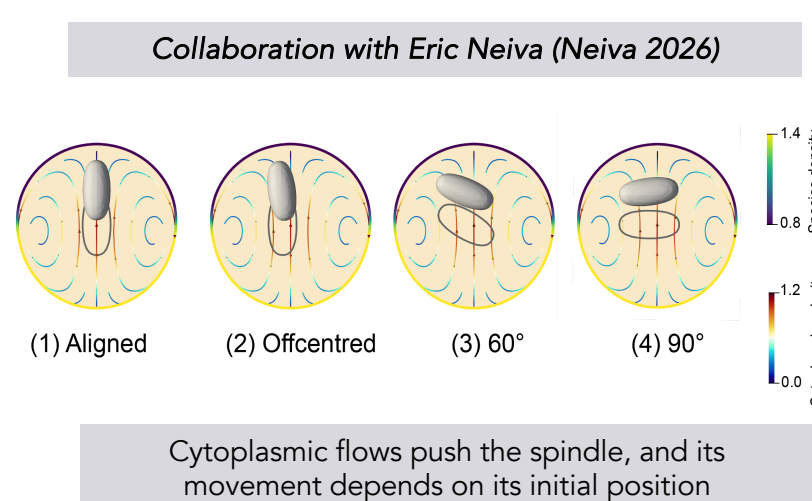 Collaboration with Eric Neiva (Neiva 2026)
1.4
0.8
1.2
0.0
(1) Aligned
(2) Offcentred
(3) 60°
(4) 90°
Cytoplasmic flows push the spindle, and its
movement depends on its initial position